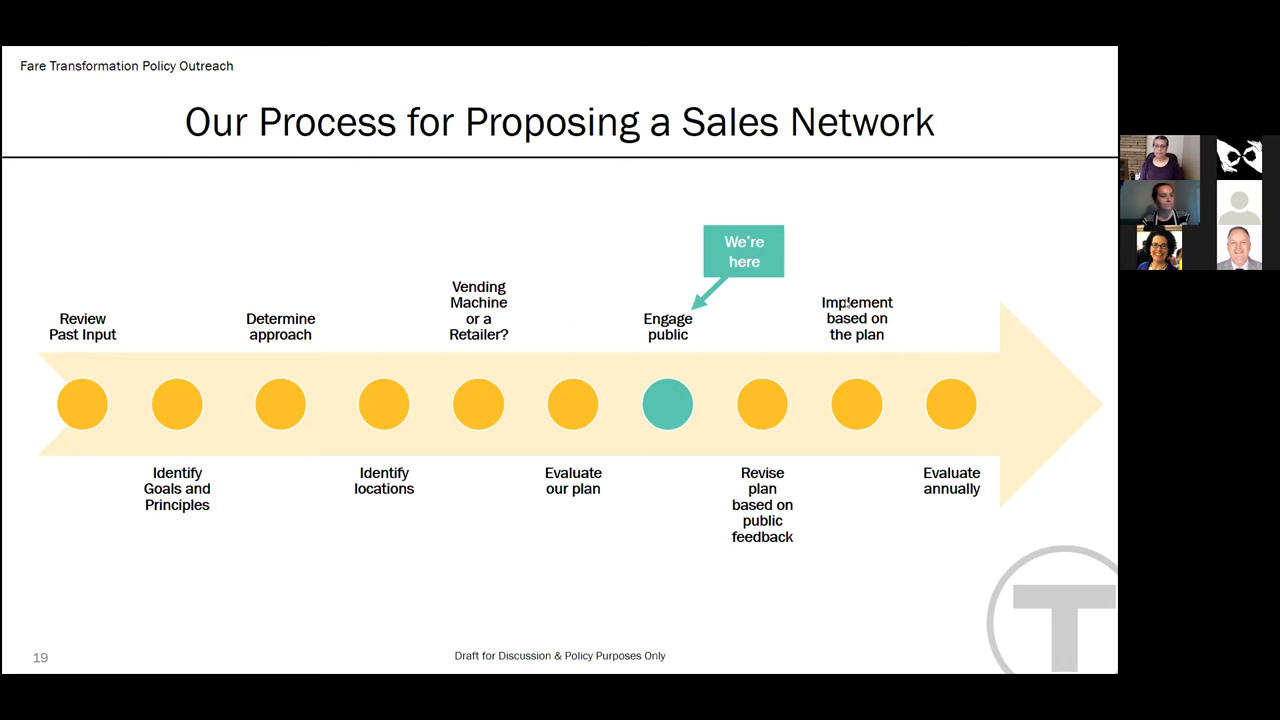 Fare Transformation Policy Outreach
Our Process for Proposing a Sales Network
We're
here
Review
Past Input
Identify
Goals and
Principles
Determine
approach
Identify
locations
Vending
Machine
or a
Retailer?
Evaluate
our plan
Engage
public
Revise
plan
based on
public
feedback
Implement
based on
the plan
Evaluate
annually
19
Draft for Discussion & Policy Purposes Only
T